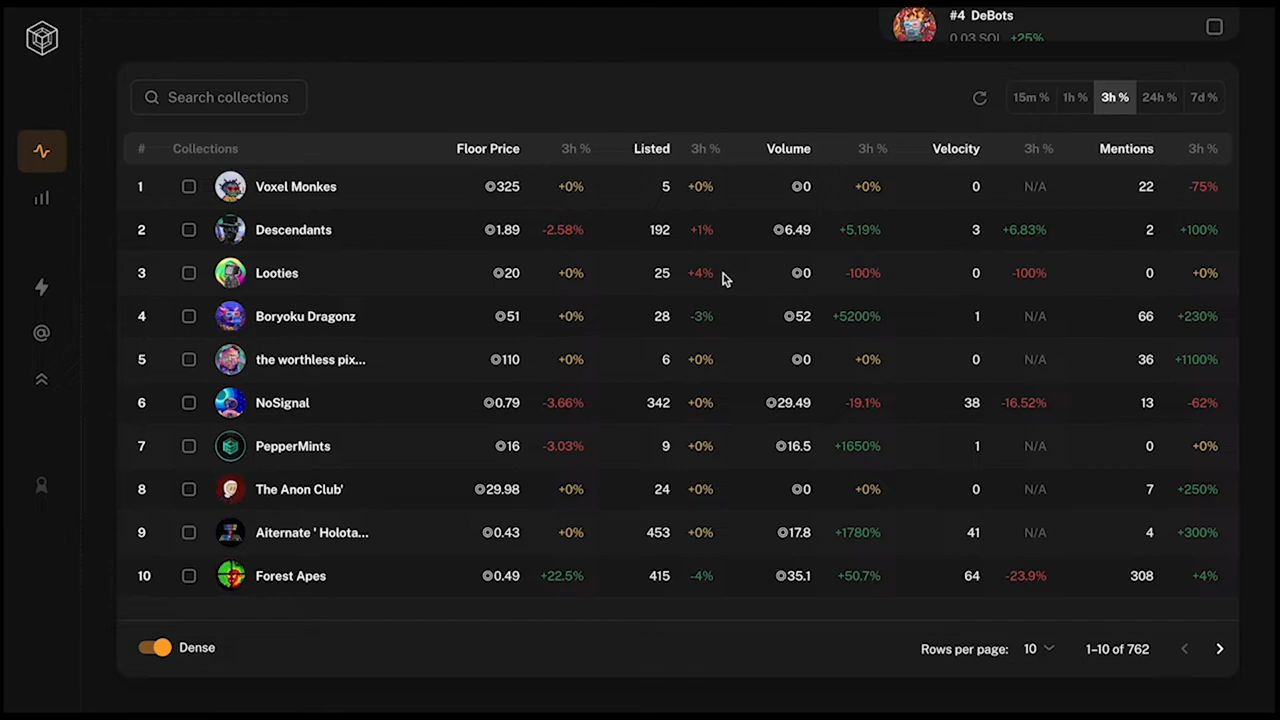 #4 DeBots
0.03 SOL +25%
Search collections
15m % 1h % 3h % 24h % 7d %
# Collections Floor Price 3h % Listed 3h % Volume 3h % Velocity 3h % Mentions 3h %
1 Voxel Monkes 325 +0% 5 +0% 0 +0% 0 N/A 22 -75%
2 Descendants 1.89 -2.58% 192 +1% 6.49 +5.19% 3 +6.83% 2 +100%
3 Looties 20 +0% 25 +4% 0 -100% 0 -100% 0 +0%
4 Boryoku Dragonz 51 +0% 28 -3% 52 +5200% 1 N/A 66 +230%
5 the worthless pix... 110 +0% 6 +0% 0 +0% 0 N/A 36 +1100%
6 NoSignal 0.79 -3.66% 342 +0% 29.49 -19.1% 38 -16.52% 13 -62%
7 PepperMints 16 -3.03% 9 +0% 16.5 +1650% 1 N/A 0 +0%
8 The Anon Club' 29.98 +0% 24 +0% 0 +0% 0 N/A 7 +250%
9 Aiternate ' Holota... 0.43 +0% 453 +0% 17.8 +1780% 41 N/A 4 +300%
10 Forest Apes 0.49 +22.5% 415 -4% 35.1 +50.7% 64 -23.9% 308 +4%
Dense
Rows per page: 10 1-10 of 762